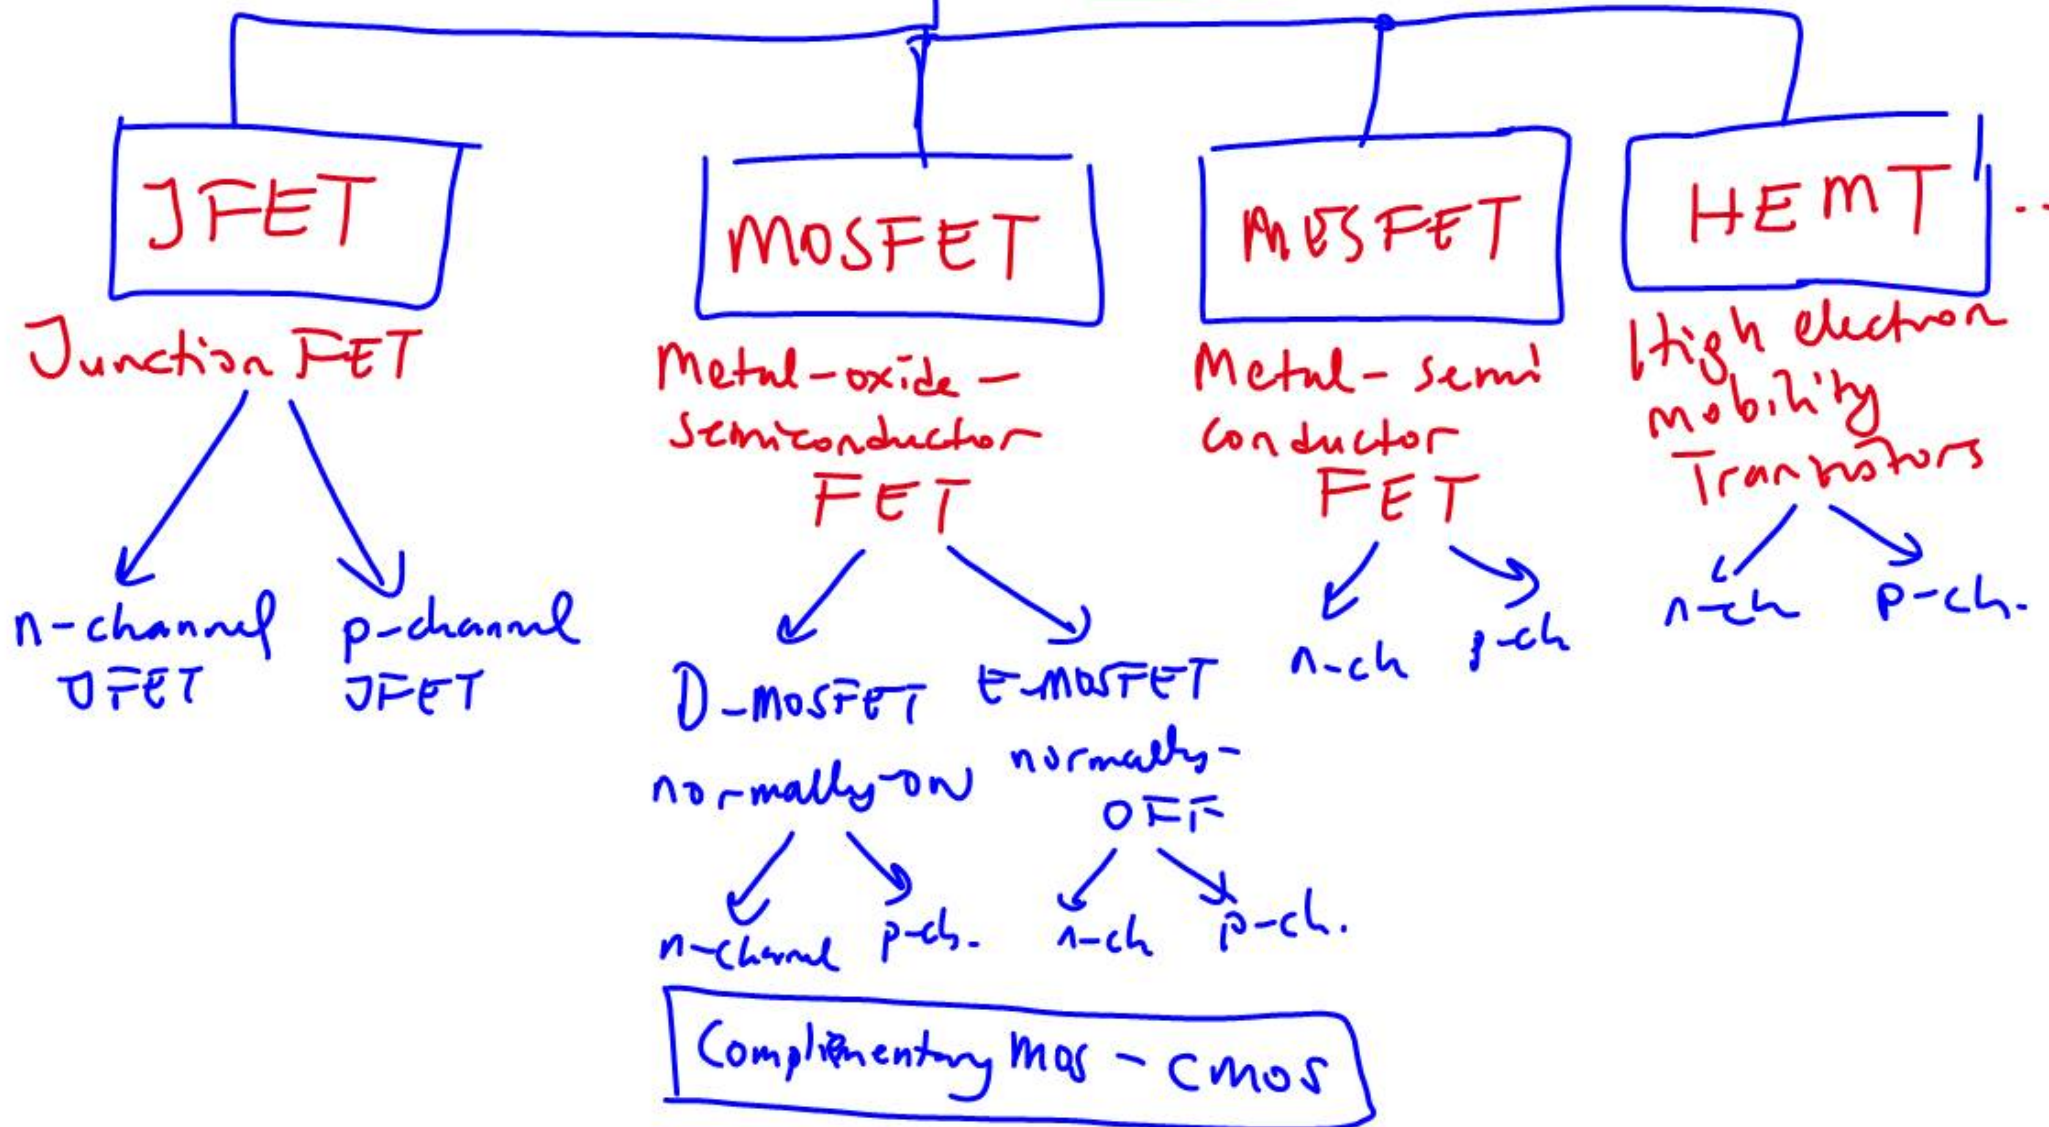 JFET
Junction FET
n-channel
JFET
p-channel
JFET
MOSFET
Metal-oxide-
semiconductor
FET
D-MOSFET
normally-ON
n-channel
p-ch.
E-MOSFET
normally-
OFF
n-ch
p-ch.
Complimentary MOS - CMOS
MESFET
Metal-semi
conductor
FET
n-ch
p-ch
HEMT
High electron
mobility
Transistors
n-ch
p-ch.
..